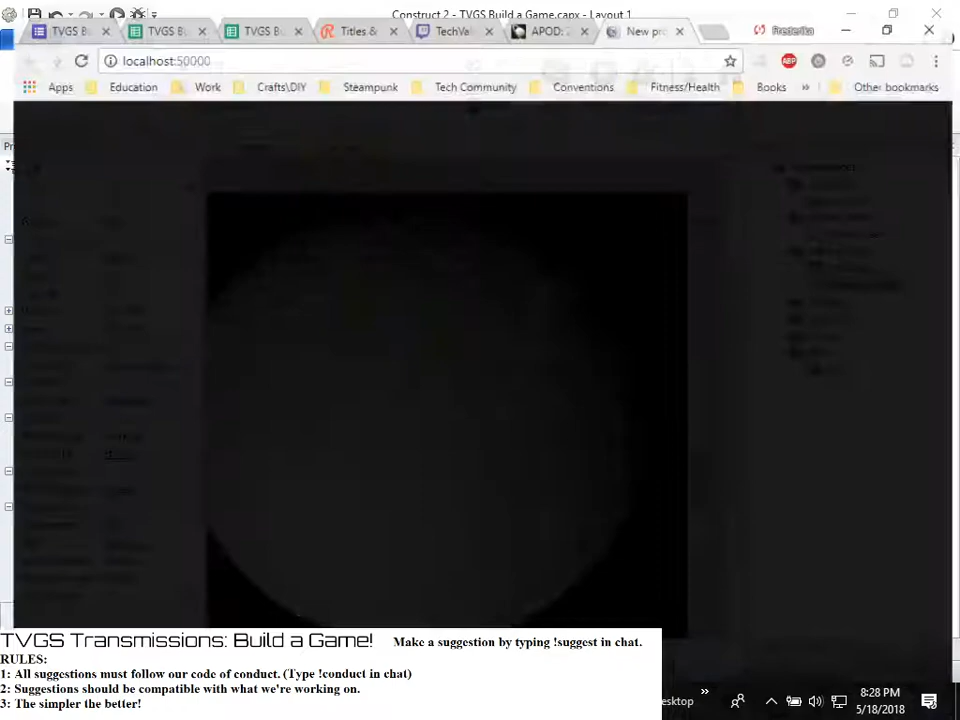 Construct 2 - TVGS Build a Game.capx - Layout 1
TVGS B
TVGS B
TVGS B
Titles &
TechVal
APOD: 2
New pro
Frederika
localhost:50000
ABP
Apps Education Work Crafts\DIY Steampunk Tech Community Conventions Fitness/Health Books » Other bookmarks
TVGS Transmissions: Build a Game!
Make a suggestion by typing !suggest in chat.
RULES:
1: All suggestions must follow our code of conduct. (Type !conduct in chat)
2: Suggestions should be compatible with what we're working on.
3: The simpler the better!
esktop »
8:28 PM
5/18/2018